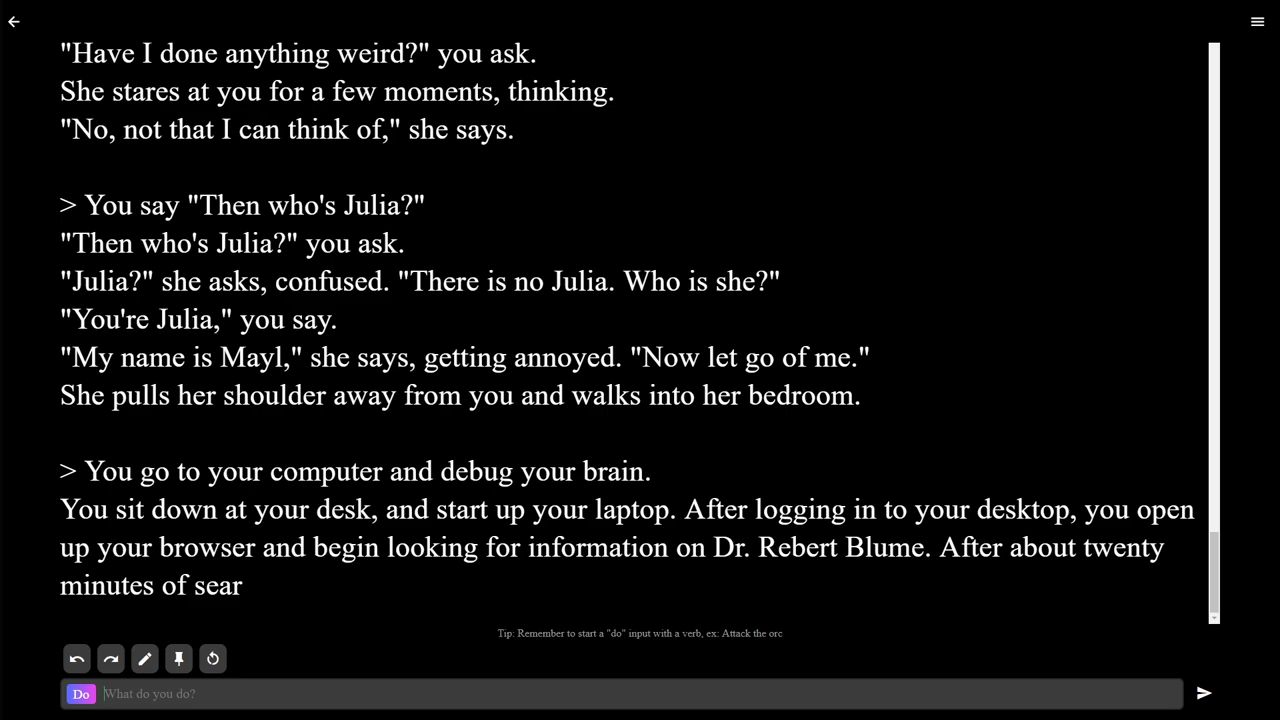 "Have I done anything weird?" you ask.
She stares at you for a few moments, thinking.
"No, not that I can think of," she says.
> You say "Then who's Julia?"
"Then who's Julia?" you ask.
"Julia?" she asks, confused. "There is no Julia. Who is she?"
"You're Julia," you say.
"My name is Mayl," she says, getting annoyed. "Now let go of me."
She pulls her shoulder away from you and walks into her bedroom.
> You go to your computer and debug your brain.
You sit down at your desk, and start up your laptop. After logging in to your desktop, you open
up your browser and begin looking for information on Dr. Rebert Blume. After about twenty
minutes of sear
Tip: Remember to start a "do" input with a verb, ex: Attack the orc
Do What do you do?